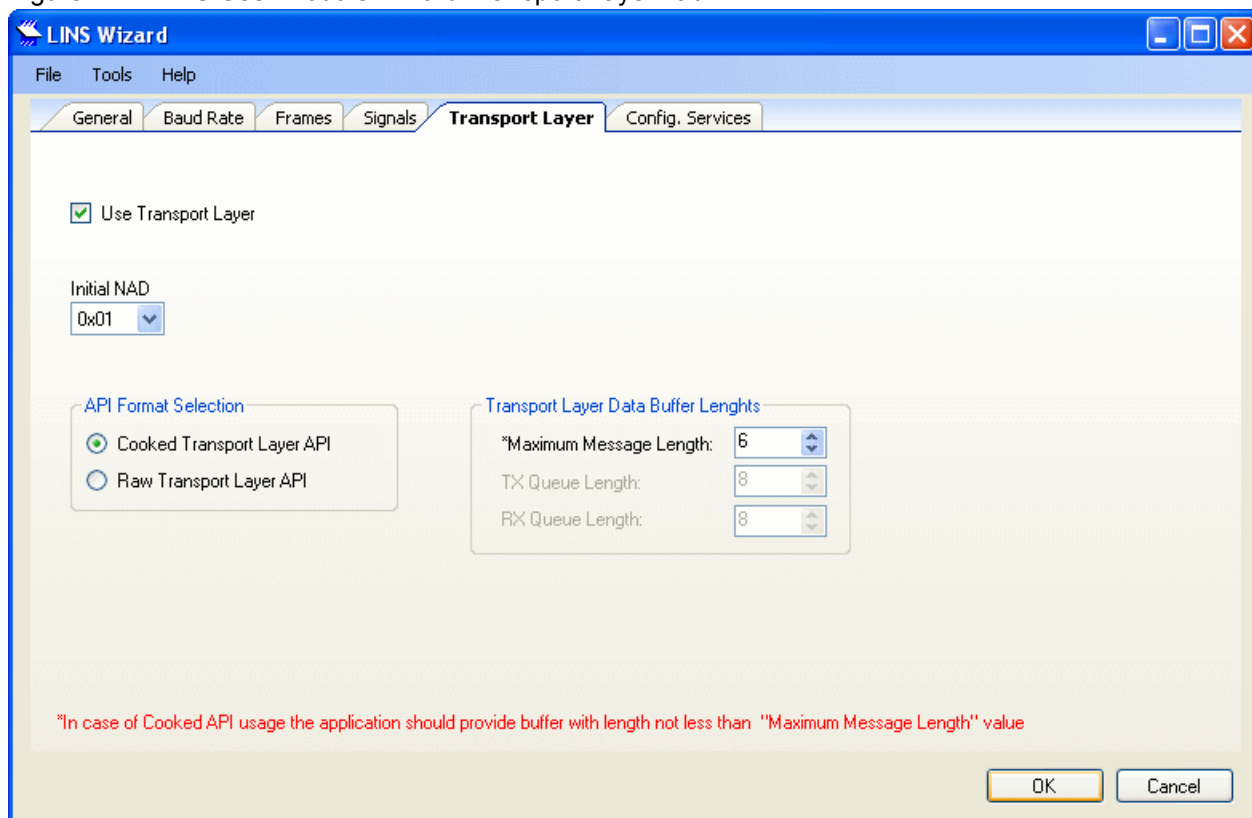 LINS Wizard
File Tools Help
General Baud Rate Frames Signals Transport Layer Config. Services
Use Transport Layer
Initial NAD
0x01
API Format Selection
Cooked Transport Layer API
Raw Transport Layer API
Transport Layer Data Buffer Lenghts
*Maximum Message Length: 6
TX Queue Length: 8
RX Queue Length: 8
*In case of Cooked API usage the application should provide buffer with length not less than "Maximum Message Length" value
OK Cancel